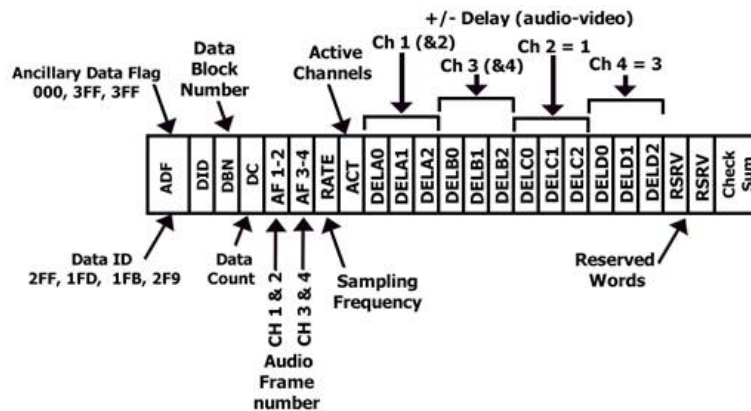 +/- Delay (audio-video)
Data
Block
Number
Active
Channels
Ch 1 (&2)
Ch 3 (&4)
Ch 2 = 1
Ch 4 = 3
Ancillary Data Flag
000, 3FF, 3FF
ADF
DID
DBN
DC
AF 1-2
AF 3-4
RATE
ACT
DELA0
DELA1
DELA2
DELB0
DELB1
DELB2
DELC0
DELC1
DELC2
DELD0
DELD1
DELD2
RSRV
RSRV
Check
Sum
Data ID
2FF, 1FD, 1FB, 2F9
Data
Count
CH 1 & 2
CH 3 & 4
Audio
Frame
number
Sampling
Frequency
Reserved
Words